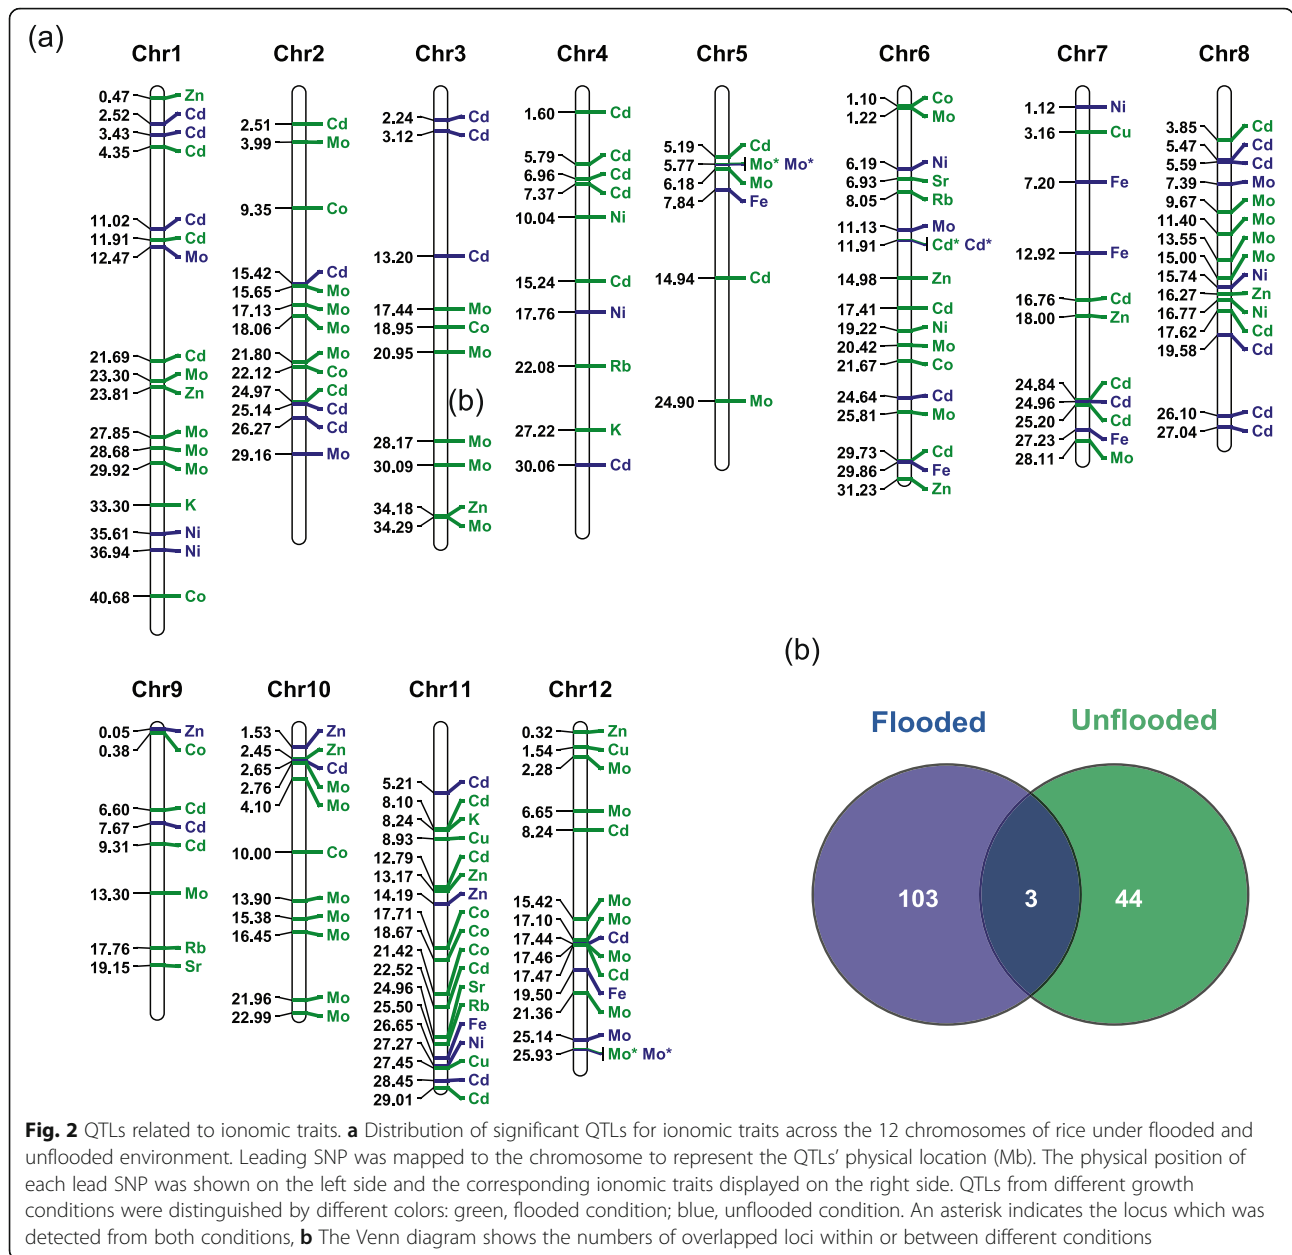 (a)
Chr1
0.47 Zn
2.52 Cd
3.43 Cd
4.35 Cd
11.02 Cd
11.91 Cd
12.47 Mo
21.69 Cd
23.30 Mo
23.81 Zn
27.85 Mo
28.68 Mo
29.92 Mo
33.30 K
35.61 Ni
36.94 Ni
40.68 Co
Chr2
2.51 Cd
3.99 Mo
9.35 Co
15.42 Cd
15.65 Mo
17.13 Mo
18.06 Mo
21.80 Mo
22.12 Co
24.97 Cd
25.14 Cd
26.27 Cd
29.16 Mo
Chr3
2.24 Cd
3.12 Cd
13.20 Cd
17.44 Mo
18.95 Co
20.95 Mo
(b)
28.17 Mo
30.09 Mo
34.18 Zn
34.29 Mo
Chr4
1.60 Cd
5.79 Cd
6.96 Cd
7.37 Cd
10.04 Ni
15.24 Cd
17.76 Ni
22.08 Rb
27.22 K
30.06 Cd
Chr5
5.19 Cd
5.77 Mo* Mo*
6.18 Mo
7.84 Fe
14.94 Cd
24.90 Mo
Chr6
1.10 Co
1.22 Mo
6.19 Ni
6.93 Sr
8.05 Rb
11.13 Mo
11.91 Cd* Cd*
14.98 Zn
17.41 Cd
19.22 Ni
20.42 Mo
21.67 Co
24.64 Cd
25.81 Mo
29.73 Cd
29.86 Fe
31.23 Zn
Chr7
1.12 Ni
3.16 Cu
7.20 Fe
12.92 Fe
16.76 Cd
18.00 Zn
24.84 Cd
24.96 Cd
25.20 Cd
27.23 Fe
28.11 Mo
Chr8
3.85 Cd
5.47 Cd
5.59 Cd
7.39 Mo
9.67 Mo
11.40 Mo
13.55 Mo
15.00 Mo
15.74 Ni
16.27 Zn
16.77 Ni
17.62 Cd
19.58 Cd
26.10 Cd
27.04 Cd
Chr9
0.05 Zn
0.38 Co
6.60 Cd
7.67 Cd
9.31 Cd
13.30 Mo
17.76 Rb
19.15 Sr
Chr10
1.53 Zn
2.45 Zn
2.65 Cd
2.76 Mo
4.10 Mo
10.00 Co
13.90 Mo
15.38 Mo
16.45 Mo
21.96 Mo
22.99 Mo
Chr11
5.21 Cd
8.10 Cd
8.24 K
8.93 Cu
12.79 Cd
13.17 Zn
14.19 Zn
17.71 Co
18.67 Co
21.42 Co
22.52 Cd
24.96 Sr
25.50 Rb
26.65 Fe
27.27 Ni
27.45 Cu
28.45 Cd
29.01 Cd
Chr12
0.32 Zn
1.54 Cu
2.28 Mo
6.65 Mo
8.24 Cd
15.42 Mo
17.10 Mo
17.44 Cd
17.46 Mo
17.47 Cd
19.50 Fe
21.36 Mo
25.14 Mo
25.93 Mo* Mo*
(b)
Flooded Unflooded
103 3 44
Fig. 2 QTLs related to ionomic traits. a Distribution of significant QTLs for ionomic traits across the 12 chromosomes of rice under flooded and
unflooded environment. Leading SNP was mapped to the chromosome to represent the QTLs' physical location (Mb). The physical position of
each lead SNP was shown on the left side and the corresponding ionomic traits displayed on the right side. QTLs from different growth
conditions were distinguished by different colors: green, flooded condition; blue, unflooded condition. An asterisk indicates the locus which was
detected from both conditions, b The Venn diagram shows the numbers of overlapped loci within or between different conditions